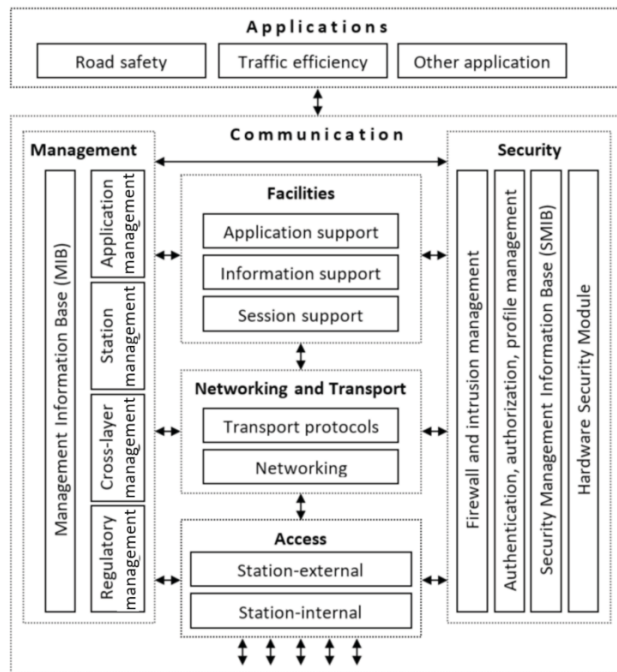 Applications
Road safety
Traffic efficiency
Other application
Communication
Management
Management Information Base (MIB)
Application
management
Station
management
Cross-layer
management
Regulatory
management
Facilities
Application support
Information support
Session support
Networking and Transport
Transport protocols
Networking
Access
Station-external
Station-internal
Security
Firewall and intrusion management
Authentication, authorization, profile management
Security Management Information Base (SMIB)
Hardware Security Module